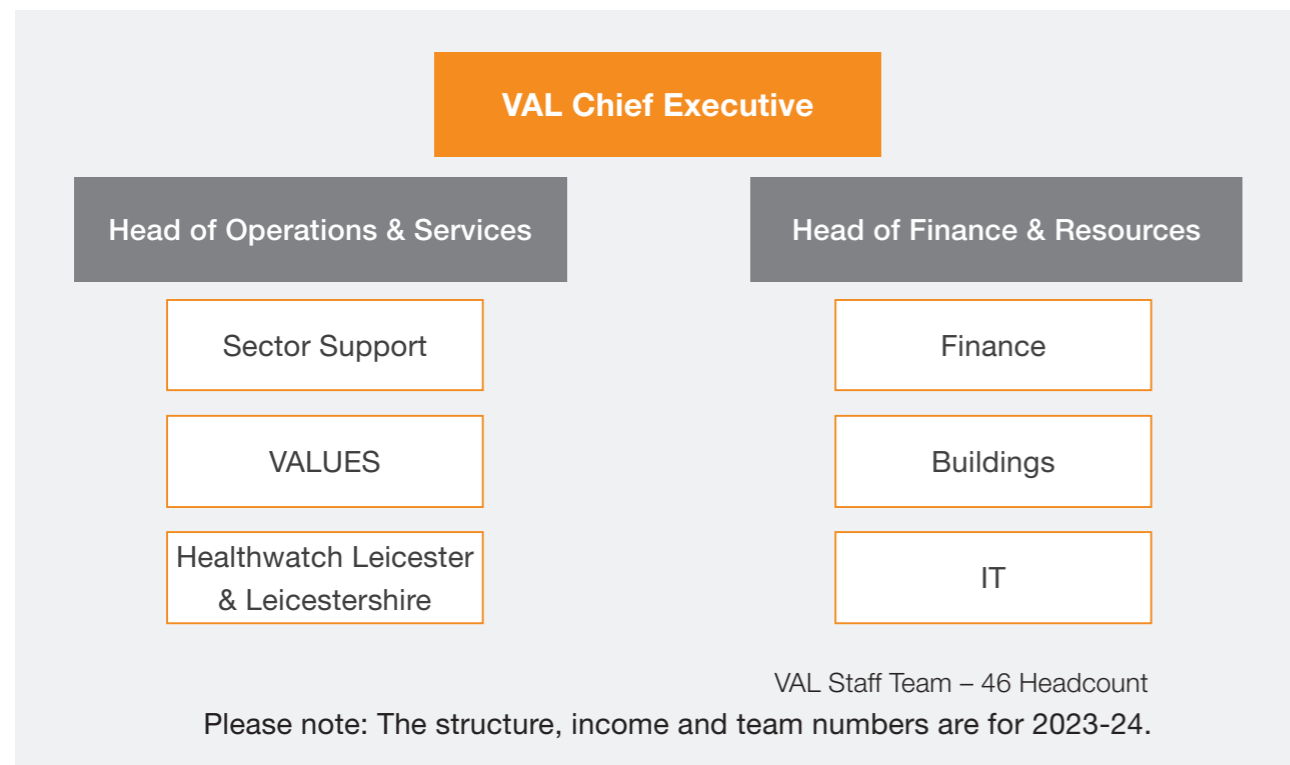 VAL Chief Executive
Head of Operations & Services
Head of Finance & Resources
Sector Support
Finance
VALUES
Buildings
Healthwatch Leicester
& Leicestershire
IT
VAL Staff Team – 46 Headcount
Please note: The structure, income and team numbers are for 2023-24.